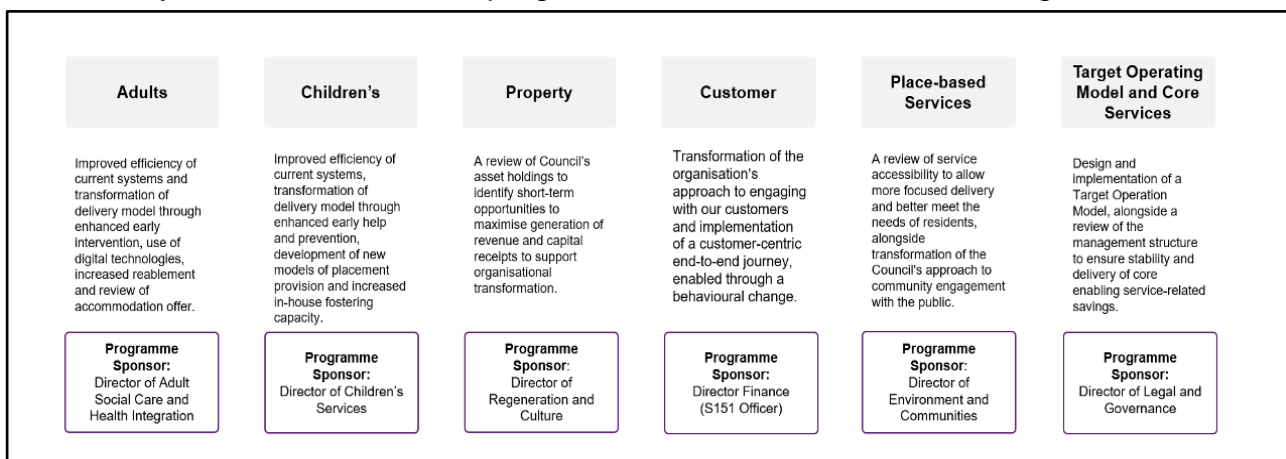 Adults
Improved efficiency of
current systems and
transformation of
delivery model through
enhanced early
intervention, use of
digital technologies,
increased reablement
and review of
accommodation offer.
Programme
Sponsor:
Director of Adult
Social Care and
Health Integration
Children's
Improved efficiency of
current systems,
transformation of
delivery model through
enhanced early help
and prevention,
development of new
models of placement
provision and increased
in-house fostering
capacity.
Programme
Sponsor:
Director of Children's
Services
Property
A review of Council's
asset holdings to
identify short-term
opportunities to
maximise generation of
revenue and capital
receipts to support
organisational
transformation.
Programme
Sponsor:
Director of
Regeneration and
Culture
Customer
Transformation of the
organisation's
approach to engaging
with our customers
and implementation
of a customer-centric
end-to-end journey,
enabled through a
behavioural change.
Programme
Sponsor:
Director Finance
(S151 Officer)
Place-based
Services
A review of service
accessibility to allow
more focused delivery
and better meet the
needs of residents,
alongside
transformation of the
Council's approach to
community engagement
with the public.
Programme
Sponsor:
Director of
Environment and
Communities
Target Operating
Model and Core
Services
Design and
implementation of a
Target Operation
Model, alongside a
review of the
management structure
to ensure stability and
delivery of core
enabling service-related
savings.
Programme
Sponsor:
Director of Legal and
Governance